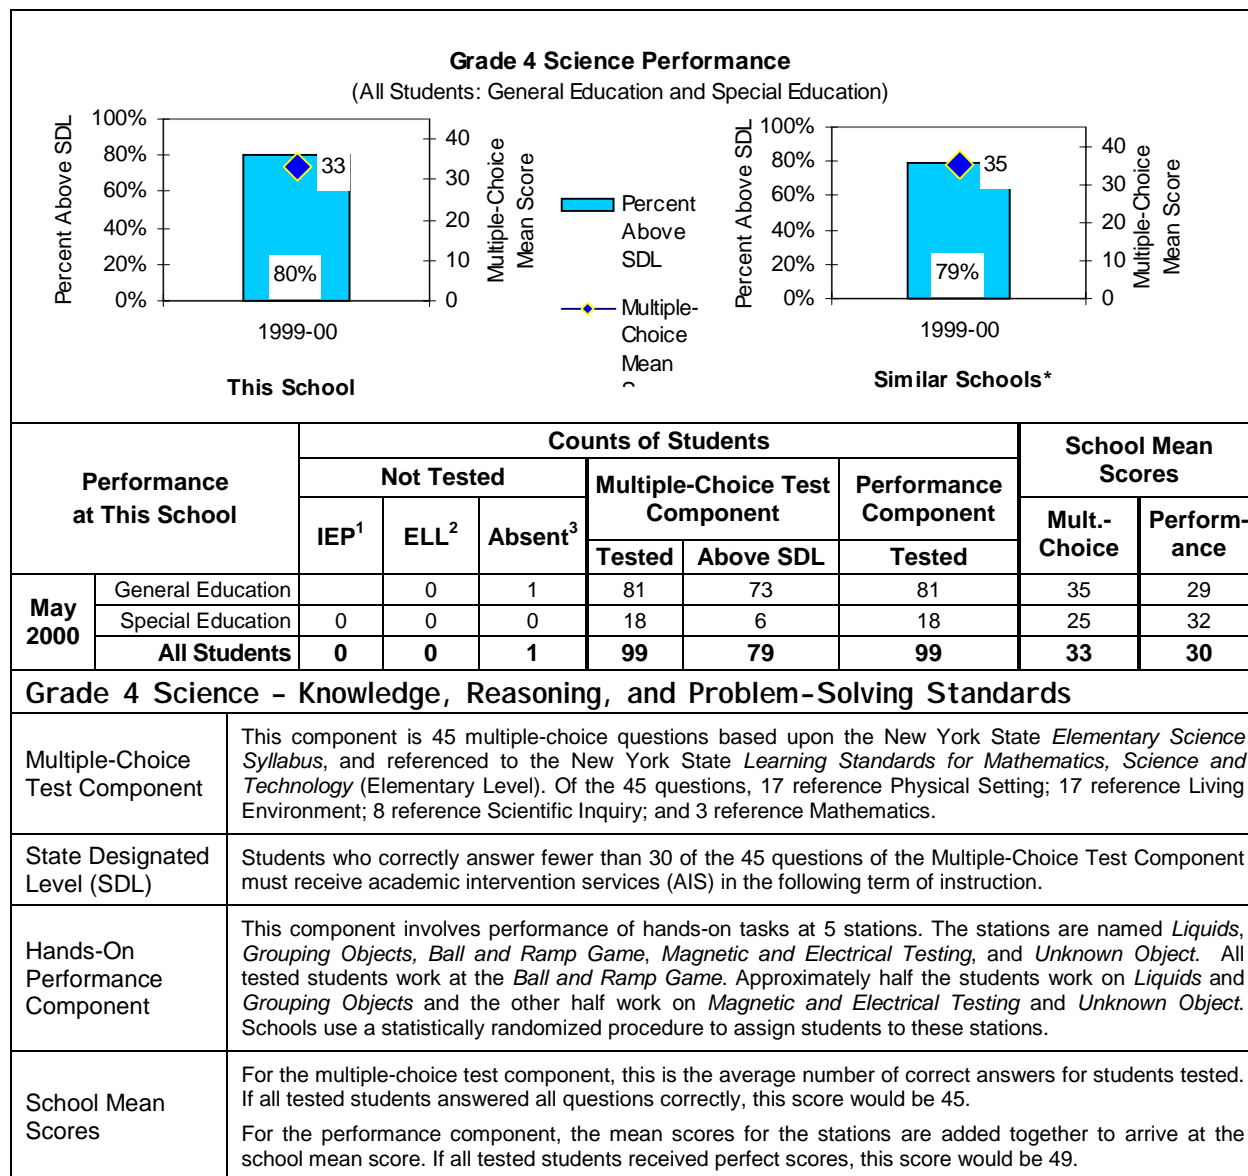 Grade 4 Science Performance
(All Students: General Education and Special Education)
Percent Above SDL
100%
80%
60%
40%
20%
0%
33
80%
40
30
20
10
0
Multiple-Choice
Mean Score
1999-00
This School
Percent
Above
SDL
Multiple-
Choice
Mean
Percent Above SDL
100%
80%
60%
40%
20%
0%
35
79%
40
30
20
10
0
Multiple-Choice
Mean Score
1999-00
Similar Schools*
Performance
at This School
Counts of Students
School Mean
Scores
Not Tested
Multiple-Choice Test
Component
Performance
Component
IEP1
ELL2
Absent3
Mult.-
Choice
Perform-
ance
Tested Above SDL Tested
May
2000
General Education 0 1 81 73 81 35 29
Special Education 0 0 0 18 6 18 25 32
All Students 0 0 1 99 79 99 33 30
Grade 4 Science – Knowledge, Reasoning, and Problem-Solving Standards
Multiple-Choice
Test Component
This component is 45 multiple-choice questions based upon the New York State Elementary Science
Syllabus, and referenced to the New York State Learning Standards for Mathematics, Science and
Technology (Elementary Level). Of the 45 questions, 17 reference Physical Setting; 17 reference Living
Environment; 8 reference Scientific Inquiry; and 3 reference Mathematics.
State Designated
Level (SDL)
Students who correctly answer fewer than 30 of the 45 questions of the Multiple-Choice Test Component
must receive academic intervention services (AIS) in the following term of instruction.
Hands-On
Performance
Component
This component involves performance of hands-on tasks at 5 stations. The stations are named Liquids,
Grouping Objects, Ball and Ramp Game, Magnetic and Electrical Testing, and Unknown Object. All
tested students work at the Ball and Ramp Game. Approximately half the students work on Liquids and
Grouping Objects and the other half work on Magnetic and Electrical Testing and Unknown Object.
Schools use a statistically randomized procedure to assign students to these stations.
School Mean
Scores
For the multiple-choice test component, this is the average number of correct answers for students tested.
If all tested students answered all questions correctly, this score would be 45.
For the performance component, the mean scores for the stations are added together to arrive at the
school mean score. If all tested students received perfect scores, this score would be 49.